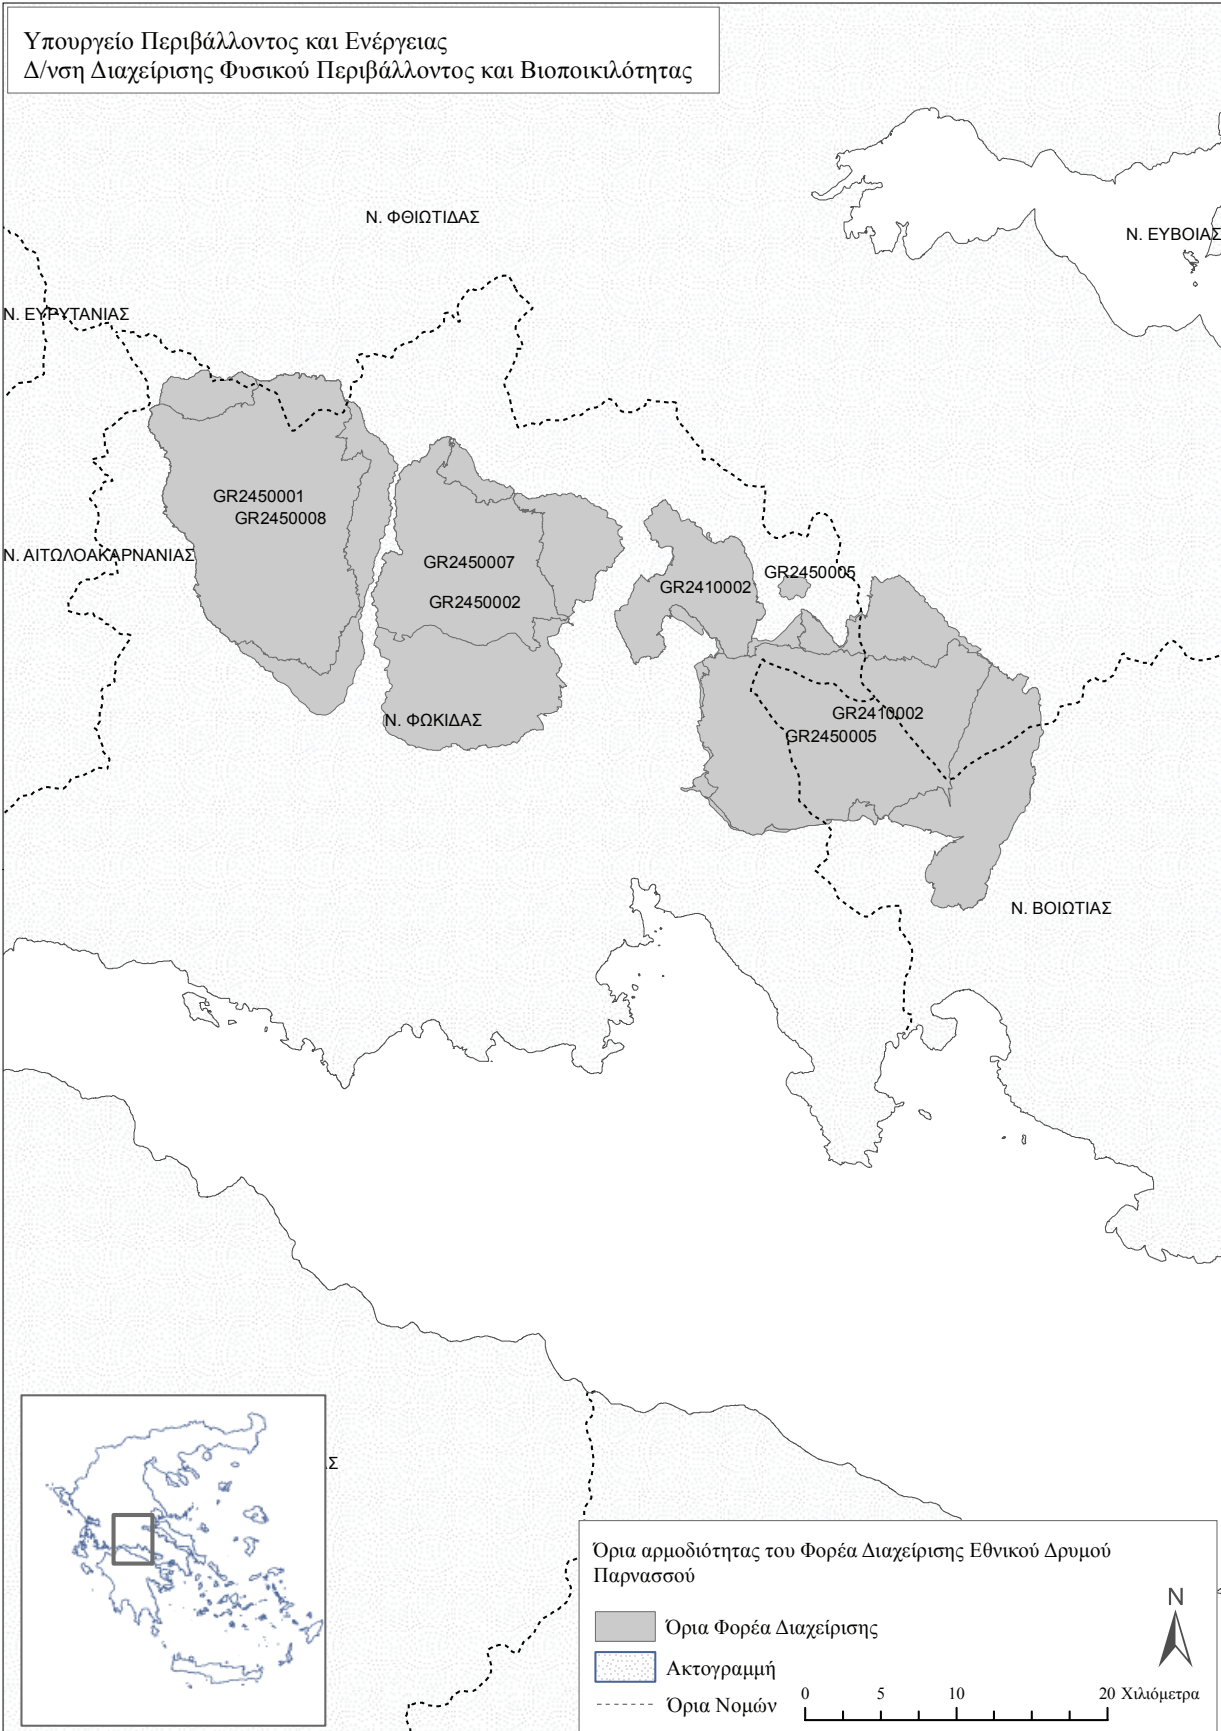 Υπουργείο Περιβάλλοντος και Ενέργειας
Δ/νση Διαχείρισης Φυσικού Περιβάλλοντος και Βιοποικιλότητας
Ν. ΦΘΙΩΤΙΔΑΣ
Ν. ΕΥΒΟΙΑΣ
Ν. ΕΥΡΥΤΑΝΙΑΣ
GR2450001
GR2450008
Ν. ΑΙΤΩΛΟΑΚΑΡΝΑΝΙΑΣ
GR2450007
GR2450002
GR2410002
GR2450005
Ν. ΦΩΚΙΔΑΣ
GR2410002
GR2450005
Ν. ΒΟΙΩΤΙΑΣ
Σ
Όρια αρμοδιότητας του Φορέα Διαχείρισης Εθνικού Δρυμού
Παρνασσού
Όρια Φορέα Διαχείρισης
Ακτογραμμή
Όρια Νομών
N
0 5 10 20 Χιλιόμετρα